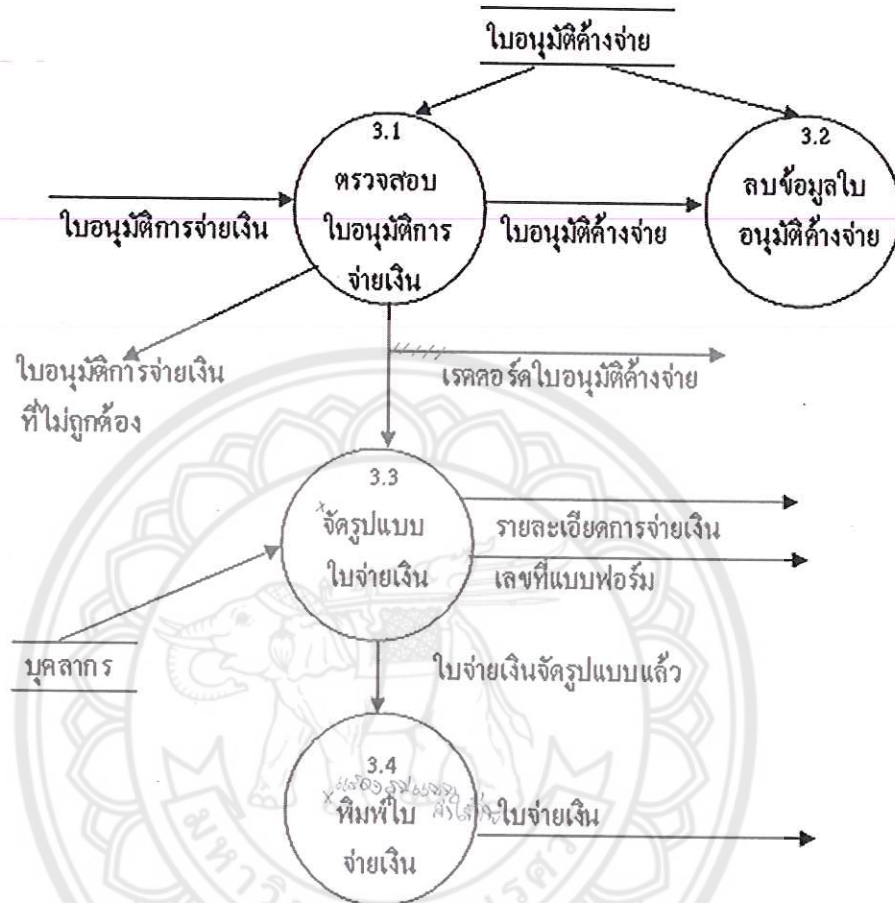 ใบอนุมัติค้างจ่าย
3.1
ตรวจสอบ
ใบอนุมัติการ
จ่ายเงิน
3.2
ลบข้อมูลใบ
อนุมัติค้างจ่าย
ใบอนุมัติการจ่ายเงิน
ใบอนุมัติค้างจ่าย
ใบอนุมัติการจ่ายเงิน
ที่ไม่ถูกต้อง
เรคคอร์ดใบอนุมัติค้างจ่าย
3.3
จัดรูปแบบ
ใบจ่ายเงิน
รายละเอียดการจ่ายเงิน
เลขที่แบบฟอร์ม
บุคลากร
ใบจ่ายเงินจัดรูปแบบแล้ว
3.4
พิมพ์ใบ
จ่ายเงิน
ใบจ่ายเงิน